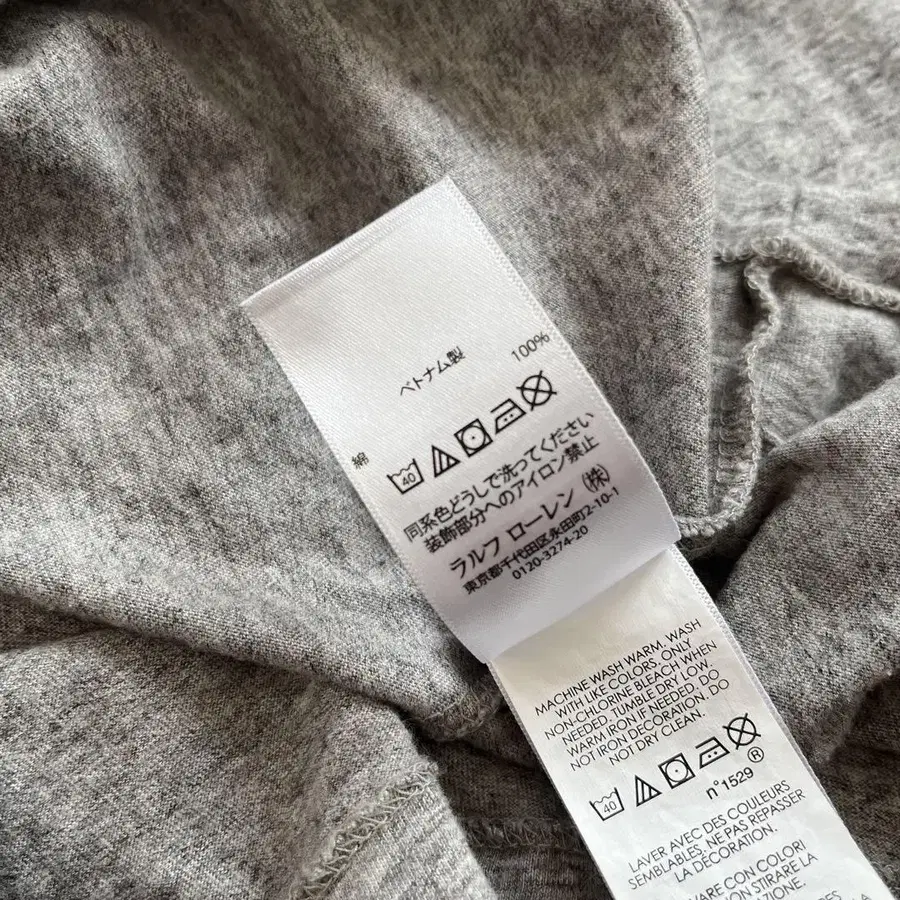 ベトナム製
綿 100%
40
同系色どうしで洗ってください
装飾部分へのアイロン禁止
ラルフ ローレン (株)
東京都千代田区永田町2-10-1
0120-3274-20
MACHINE WASH WARM. WASH
WITH LIKE COLORS. ONLY
NON-CHLORINE BLEACH WHEN
NEEDED. TUMBLE DRY LOW.
WARM IRON IF NEEDED. DO
NOT IRON DECORATION. DO
NOT DRY CLEAN.
40
n°1529 ®
LAVER AVEC DES COULEURS
SEMBLABLES. NE PAS REPASSER
LA DÉCORATION.
CON COLORI
NON STIRARE LA